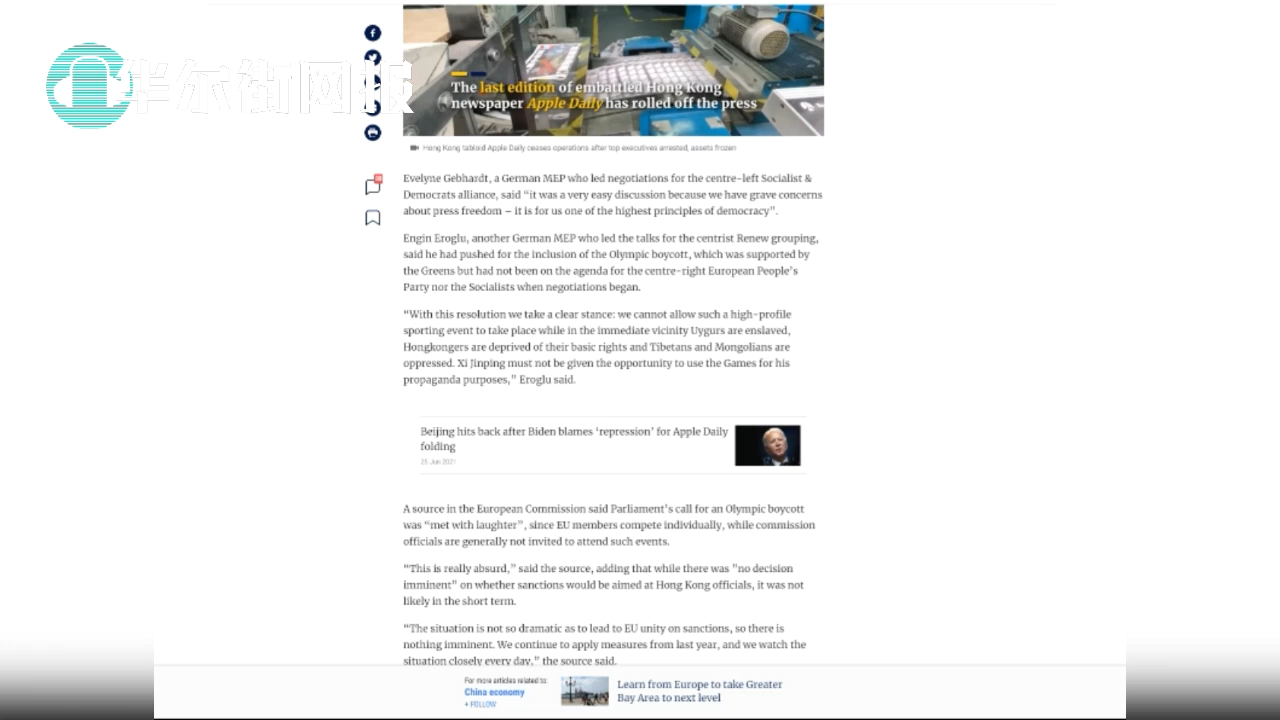 华尔街网报
The last edition of embattled Hong Kong
newspaper Apple Daily has rolled off the press
Hong Kong tabloid Apple Daily ceases operations after top executives arrested, assets frozen
Evelyne Gebhardt, a German MEP who led negotiations for the centre-left Socialist &
Democrats alliance, said “it was a very easy discussion because we have grave concerns
about press freedom – it is for us one of the highest principles of democracy”.
Engin Eroglu, another German MEP who led the talks for the centrist Renew grouping,
said he had pushed for the inclusion of the Olympic boycott, which was supported by
the Greens but had not been on the agenda for the centre-right European People’s
Party nor the Socialists when negotiations began.
“With this resolution we take a clear stance: we cannot allow such a high-profile
sporting event to take place while in the immediate vicinity Uygurs are enslaved,
Hongkongers are deprived of their basic rights and Tibetans and Mongolians are
oppressed. Xi Jinping must not be given the opportunity to use the Games for his
propaganda purposes,” Eroglu said.
Beijing hits back after Biden blames ‘repression’ for Apple Daily
folding
25 Jun 2021
A source in the European Commission said Parliament’s call for an Olympic boycott
was “met with laughter”, since EU members compete individually, while commission
officials are generally not invited to attend such events.
“This is really absurd,” said the source, adding that while there was ”no decision
imminent” on whether sanctions would be aimed at Hong Kong officials, it was not
likely in the short term.
“The situation is not so dramatic as to lead to EU unity on sanctions, so there is
nothing imminent. We continue to apply measures from last year, and we watch the
situation closely every day,” the source said.
For more articles related to:
China economy
+ FOLLOW
Learn from Europe to take Greater
Bay Area to next level